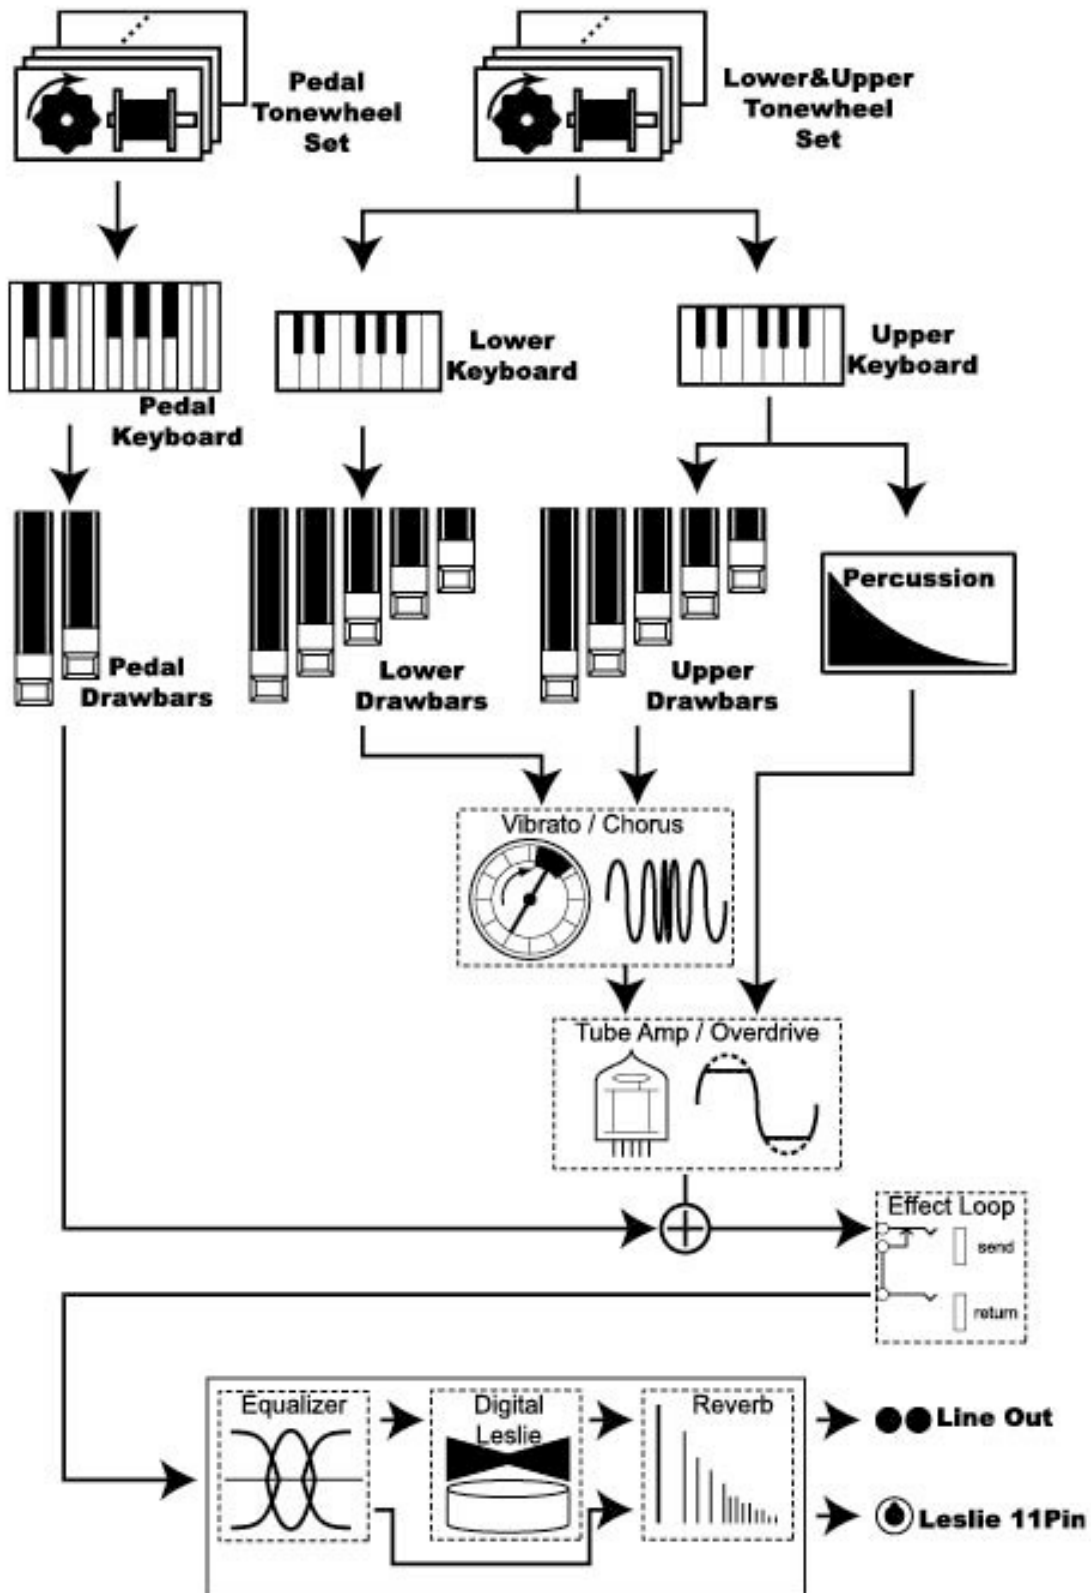 Pedal
Tonewheel
Set
Lower&Upper
Tonewheel
Set
Pedal
Keyboard
Lower
Keyboard
Upper
Keyboard
Pedal
Drawbars
Lower
Drawbars
Upper
Drawbars
Percussion
Vibrato / Chorus
Tube Amp / Overdrive
Effect Loop
send
return
Equalizer
Digital
Leslie
Reverb
Line Out
Leslie 11Pin